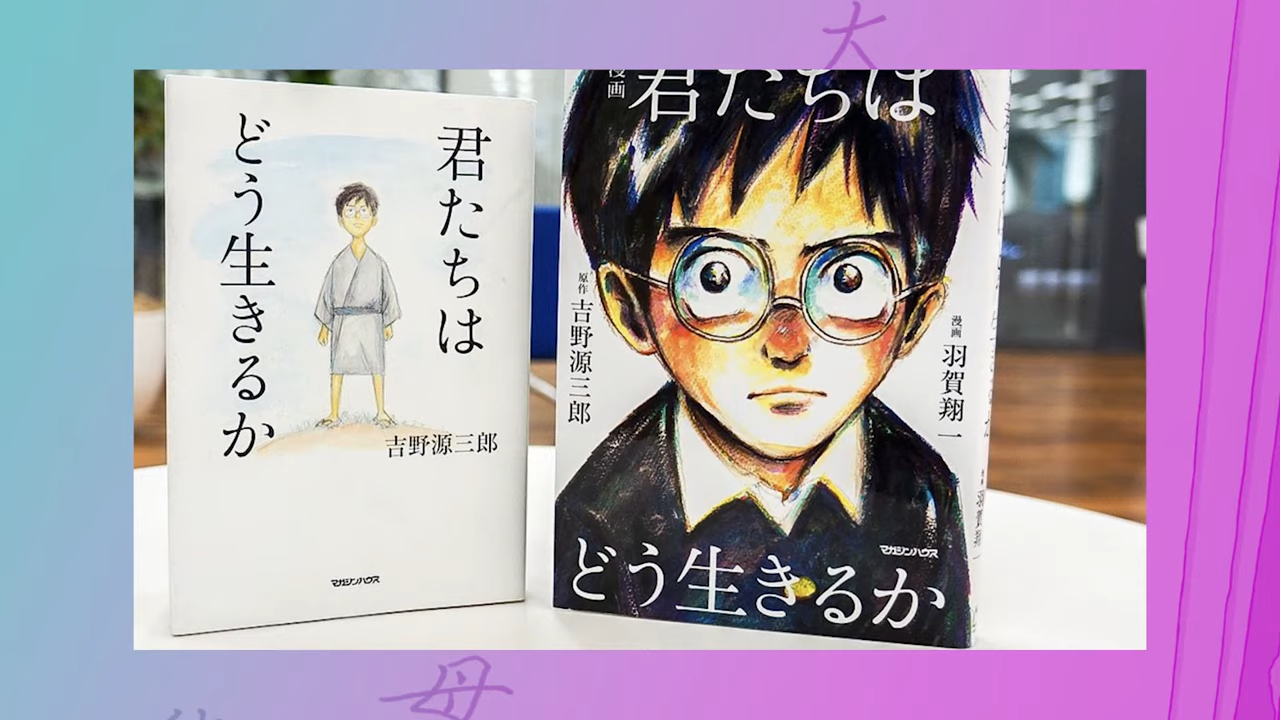 大
君たちは
どう生きるか
吉野源三郎
マガジンハウス
漫画
君たちは
原作 吉野源三郎
漫画 羽賀翔一
マガジンハウス
どう生きるか
母